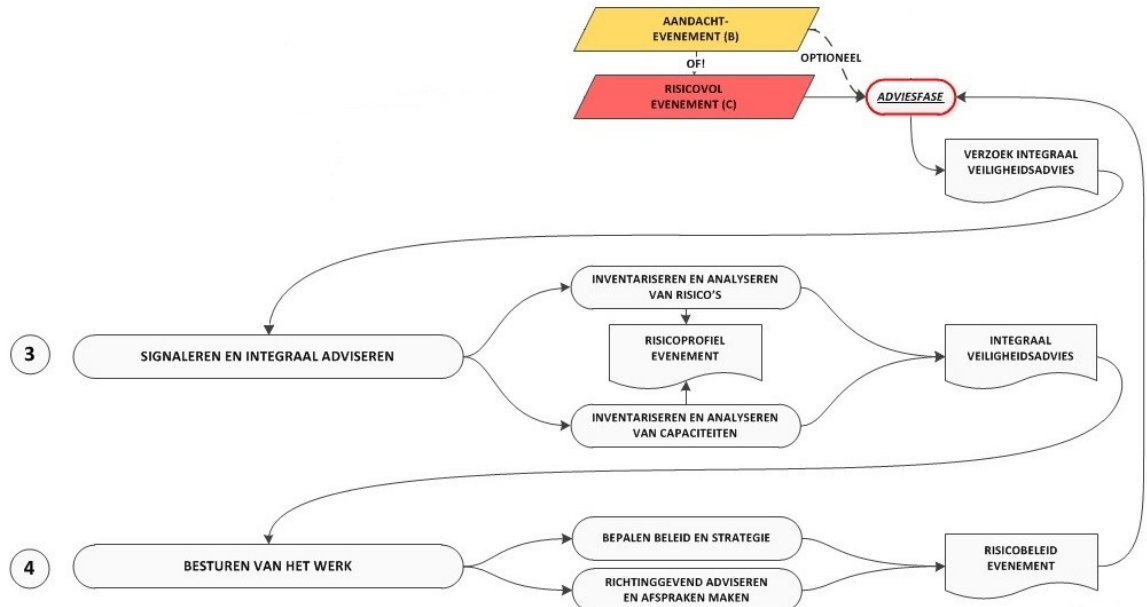 AANDACHT-
EVENEMENT (B)
OPTIONEEL
OF!
RISICOVOL
EVENEMENT (C)
ADVIESFASE
VERZOEK INTEGRAAL
VEILIGHEIDSADVIES
INVENTARISEREN EN ANALYSEREN
VAN RISICO’S
3
SIGNALEREN EN INTEGRAAL ADVISEREN
RISICOPROFIEL
EVENEMENT
INTEGRAAL
VEILIGHEIDSADVIES
INVENTARISEREN EN ANALYSEREN
VAN CAPACITEITEN
4
BESTUREN VAN HET WERK
BEPALEN BELEID EN STRATEGIE
RICHTINGGEVEND ADVISEREN
EN AFSPRAKEN MAKEN
RISICOBELEID
EVENEMENT